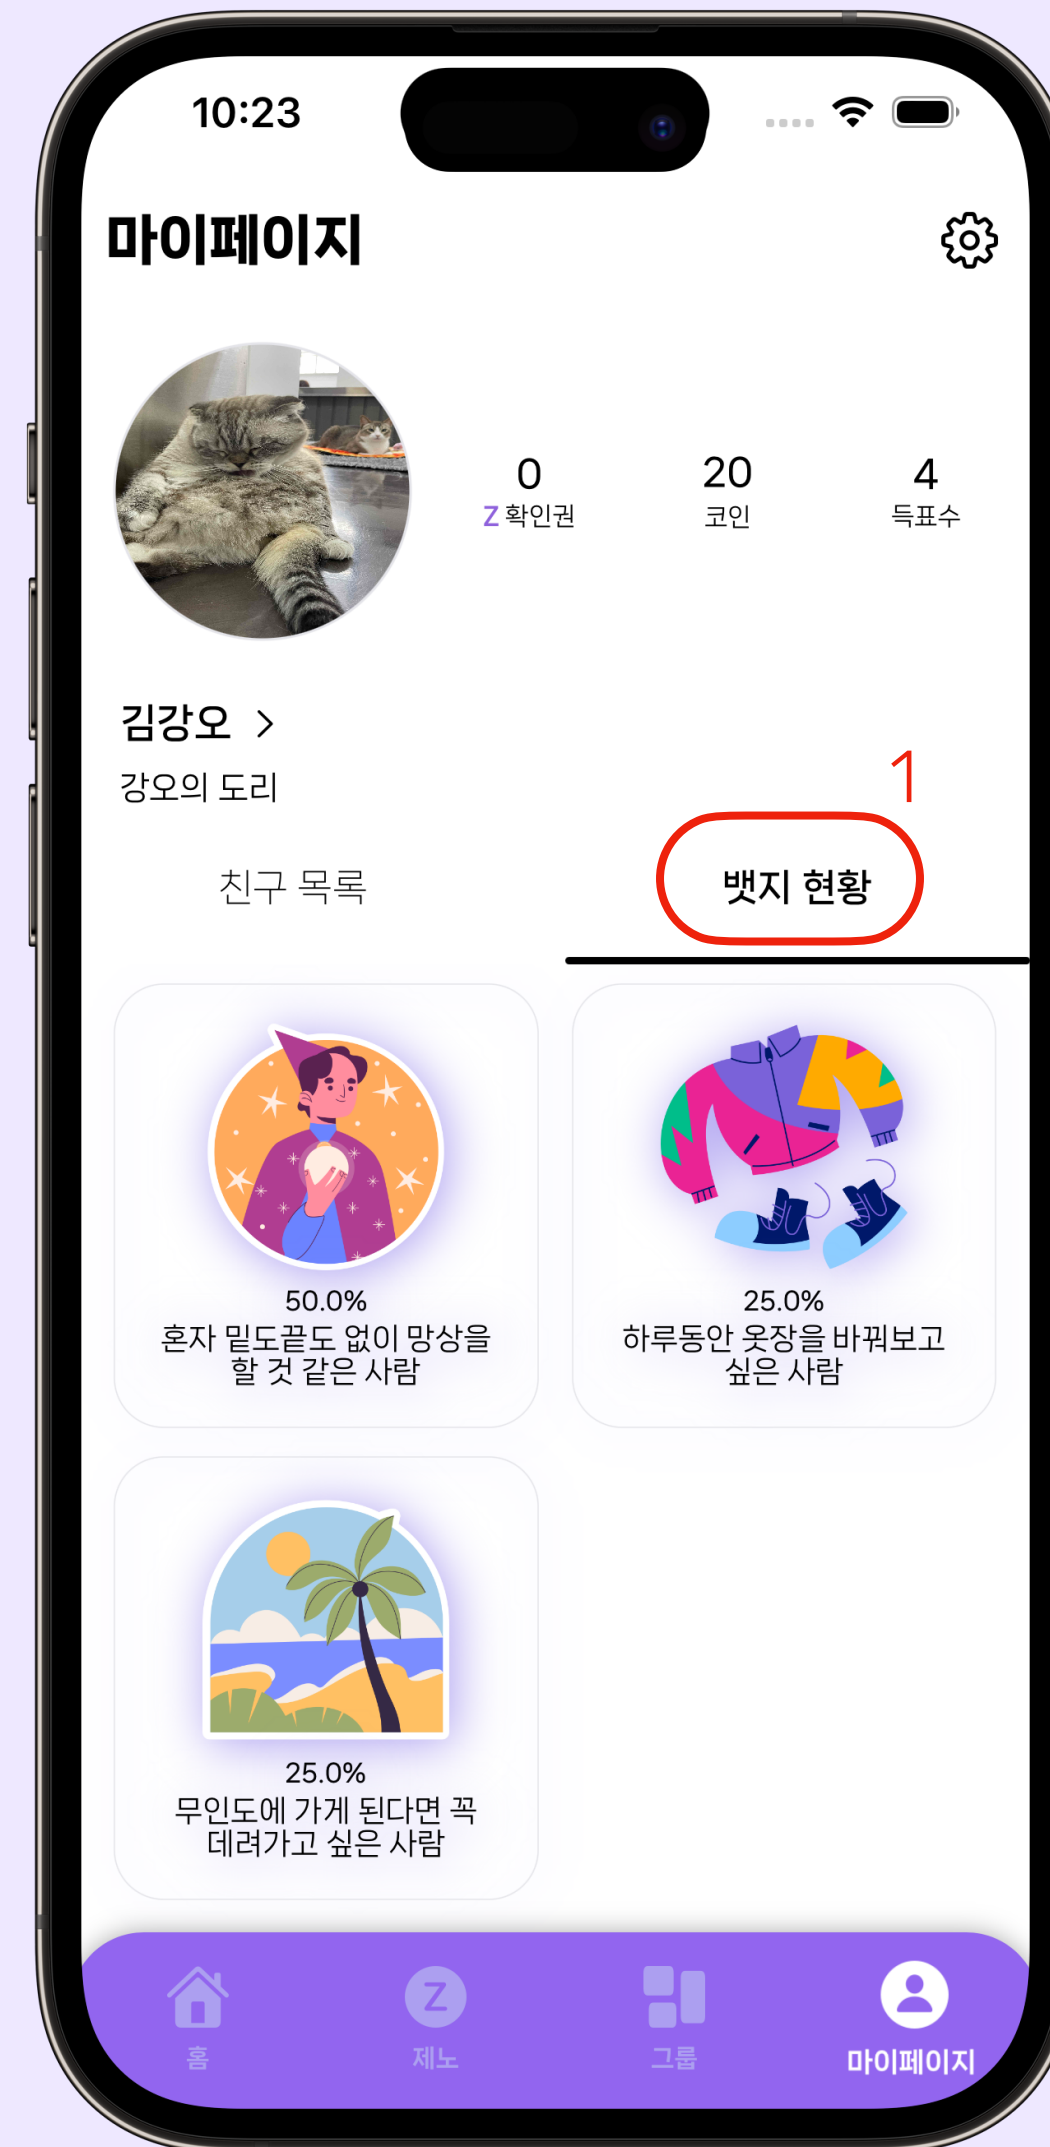 10:23
마이페이지
0
20
4
Z 확인권
코인
득표수
김강오 >
강오의 도리
1
친구 목록
뱃지 현황
50.0%
혼자 밑도끝도 없이 망상을
할 것 같은 사람
25.0%
하루동안 옷장을 바꿔보고
싶은 사람
25.0%
무인도에 가게 된다면 꼭
데려가고 싶은 사람
Z
홈
제노
그룹
마이페이지